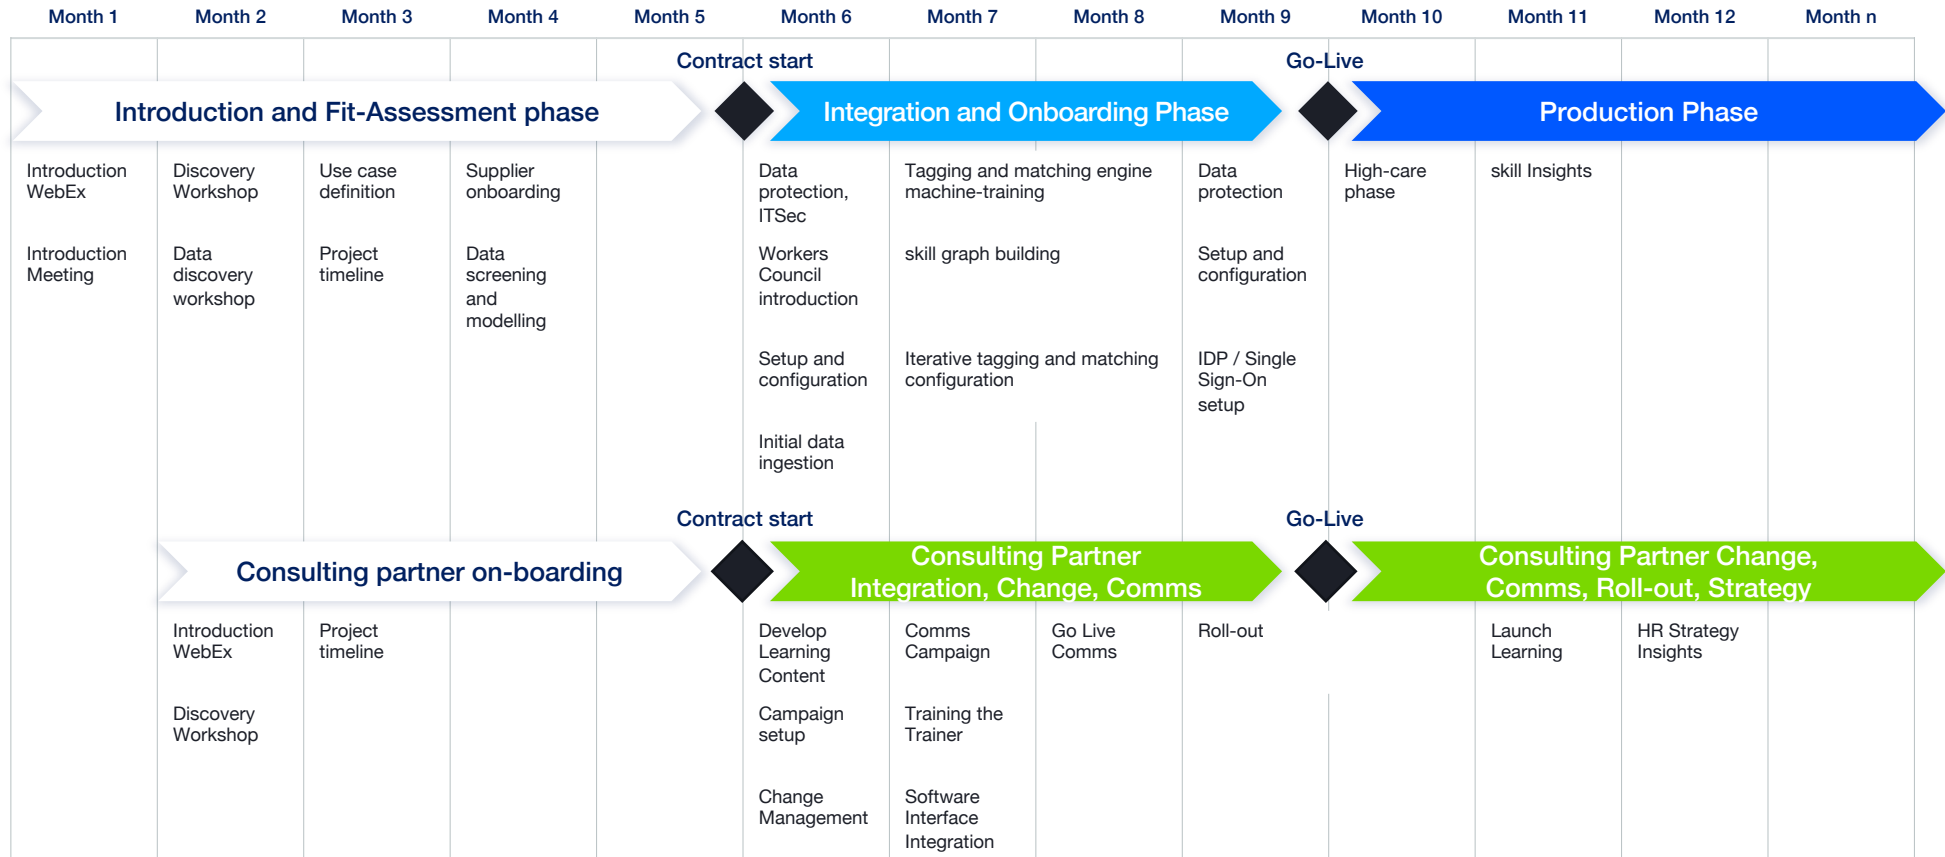 Month 1
Month 2
Month 3
Month 4
Month 5
Month 6
Month 7
Month 8
Month 9
Month 10
Month 11
Month 12
Month n
Contract start
Go-Live
Introduction and Fit-Assessment phase
Integration and Onboarding Phase
Production Phase
Introduction
WebEx
Discovery
Workshop
Use case
definition
Supplier
onboarding
Data
protection,
ITSec
Tagging and matching engine
machine-training
Data
protection
High-care
phase
skill Insights
Introduction
Meeting
Data
discovery
workshop
Project
timeline
Data
screening
and
modelling
Workers
Council
introduction
skill graph building
Setup and
configuration
Setup and
configuration
Iterative tagging and matching
configuration
IDP / Single
Sign-On
setup
Initial data
ingestion
Contract start
Go-Live
Consulting partner on-boarding
Consulting Partner
Integration, Change, Comms
Consulting Partner Change,
Comms, Roll-out, Strategy
Introduction
WebEx
Project
timeline
Develop
Learning
Content
Comms
Campaign
Go Live
Comms
Roll-out
Launch
Learning
HR Strategy
Insights
Discovery
Workshop
Campaign
setup
Training the
Trainer
Change
Management
Software
Interface
Integration